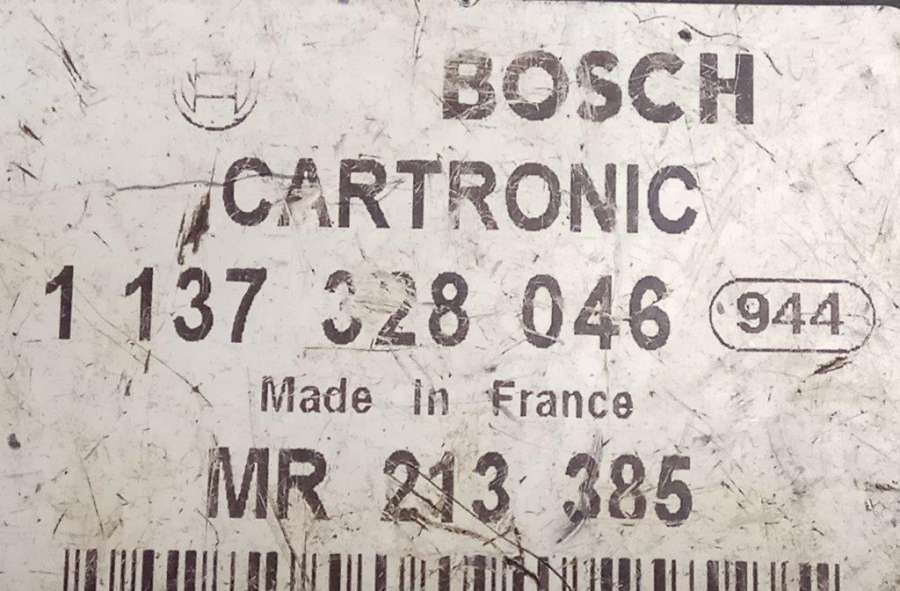 BOSCH
CARTRONIC
1 137 328 046 944
Made in France
MR 213 385